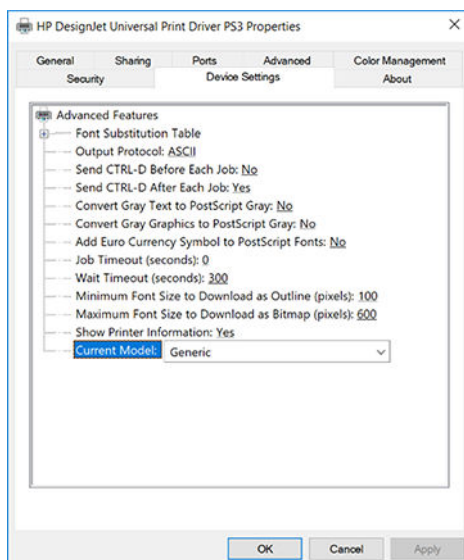 HP DesignJet Universal Print Driver PS3 Properties
General Sharing Ports Advanced Color Management
Security Device Settings About
Advanced Features
Font Substitution Table
Output Protocol: ASCII
Send CTRL-D Before Each Job: No
Send CTRL-D After Each Job: Yes
Convert Gray Text to PostScript Gray: No
Convert Gray Graphics to PostScript Gray: No
Add Euro Currency Symbol to PostScript Fonts: No
Job Timeout (seconds): 0
Wait Timeout (seconds): 300
Minimum Font Size to Download as Outline (pixels): 100
Maximum Font Size to Download as Bitmap (pixels): 600
Show Printer Information: Yes
Current Model: Generic
OK Cancel Apply